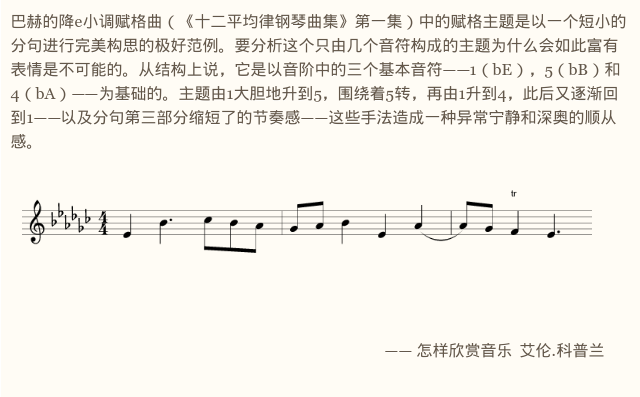 巴赫的降e小调赋格曲（《十二平均律钢琴曲集》第一集）中的赋格主题是以一个短小的
分句进行完美构思的极好范例。要分析这个只由几个音符构成的主题为什么会如此富有
表情是不可能的。从结构上说，它是以音阶中的三个基本音符——1（bE），5（bB）和
4（bA）——为基础的。主题由1大胆地升到5，围绕着5转，再由1升到4，此后又逐渐回
到1——以及分句第三部分缩短了的节奏感——这些手法造成一种异常宁静和深奥的顺从
感。
tr
4
4
—— 怎样欣赏音乐 艾伦.科普兰